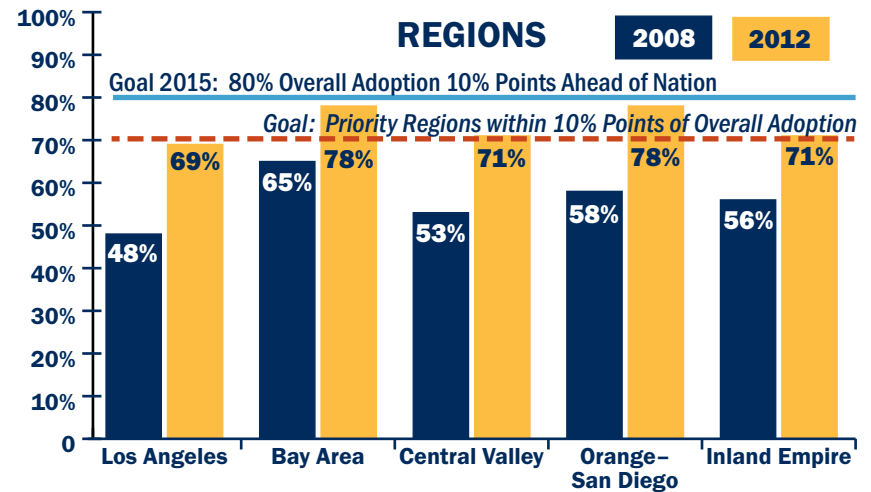 REGIONS
2008
2012
100%
90%
80%
70%
60%
50%
40%
30%
20%
10%
0
Goal 2015: 80% Overall Adoption 10% Points Ahead of Nation
Goal: Priority Regions within 10% Points of Overall Adoption
48%
69%
65%
78%
53%
71%
58%
78%
56%
71%
Los Angeles
Bay Area
Central Valley
Orange–
San Diego
Inland Empire